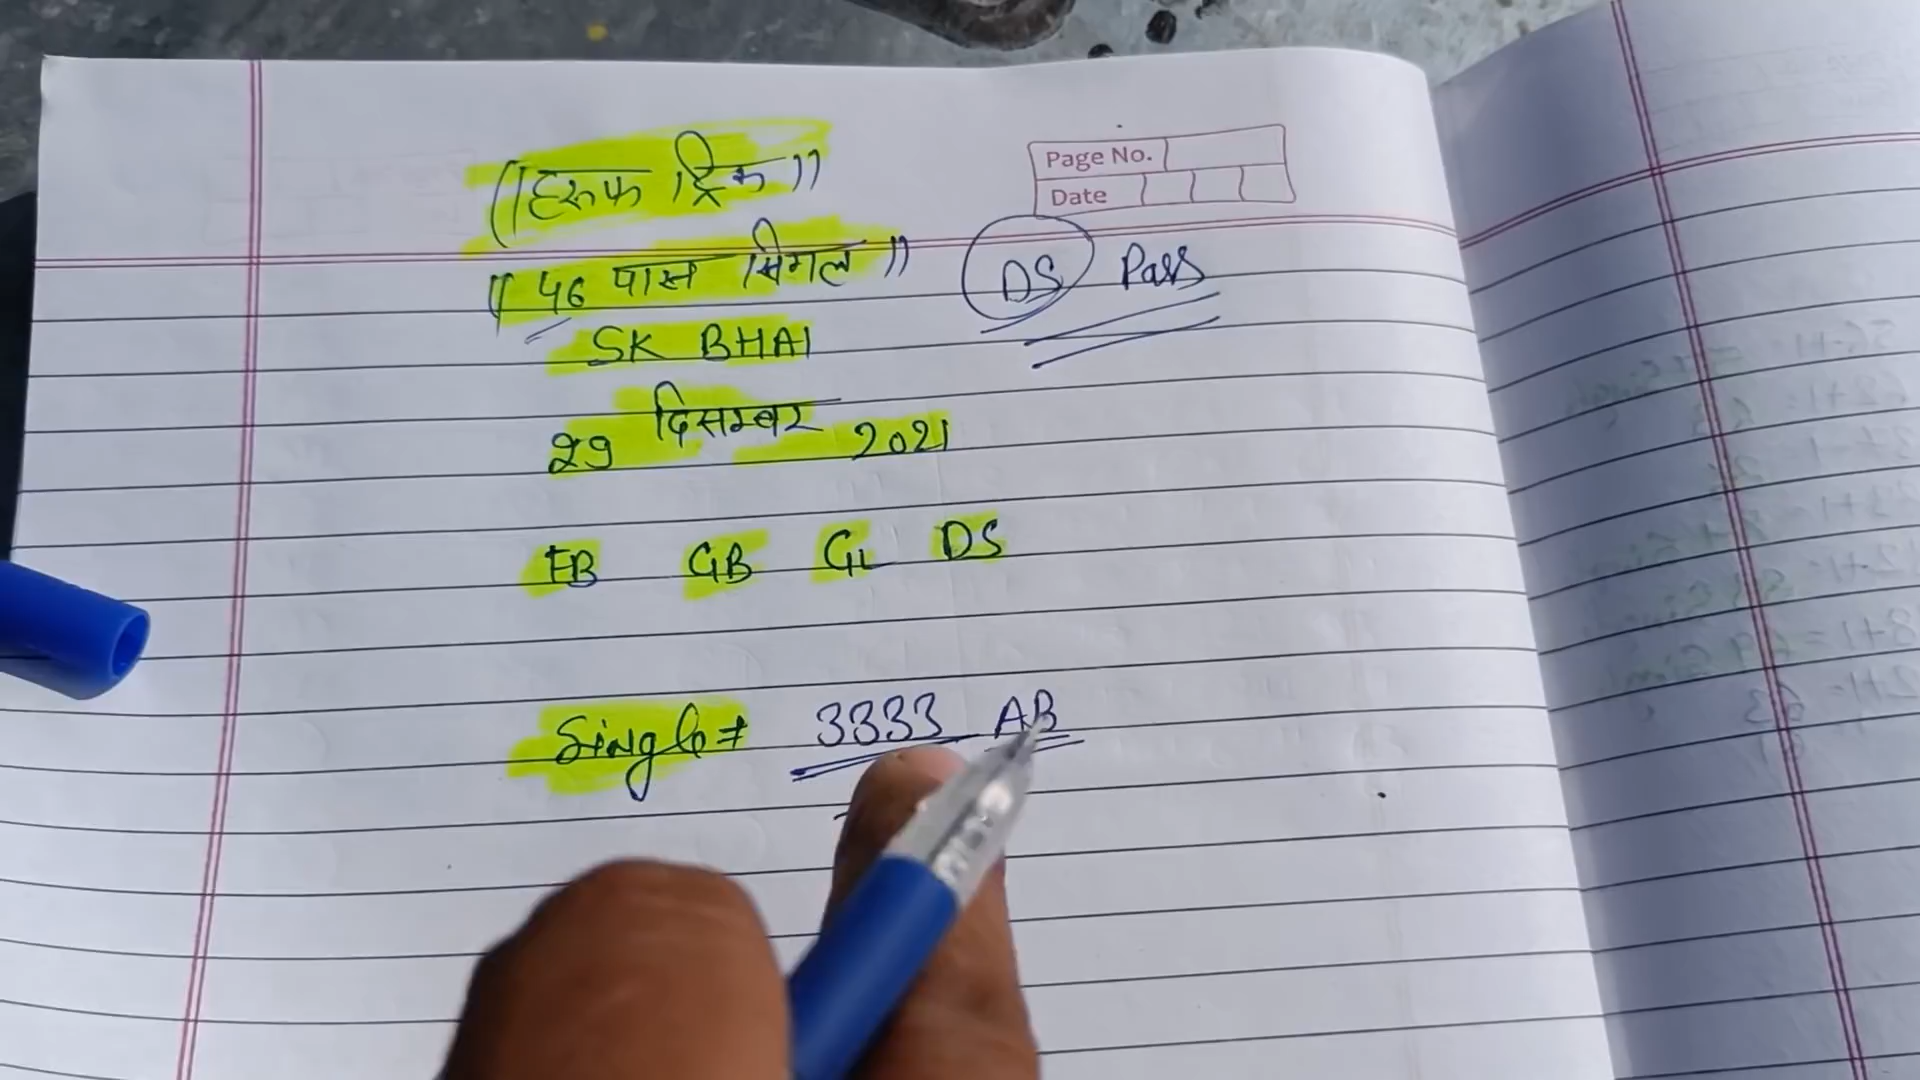 ||हरुफ ट्रिक||
Page No.
Date
|| 46 पास सिंगल ||
DS Pass
SK BHAI
29 दिसम्बर 2021
FB GB GL DS
Single= 3333 AB